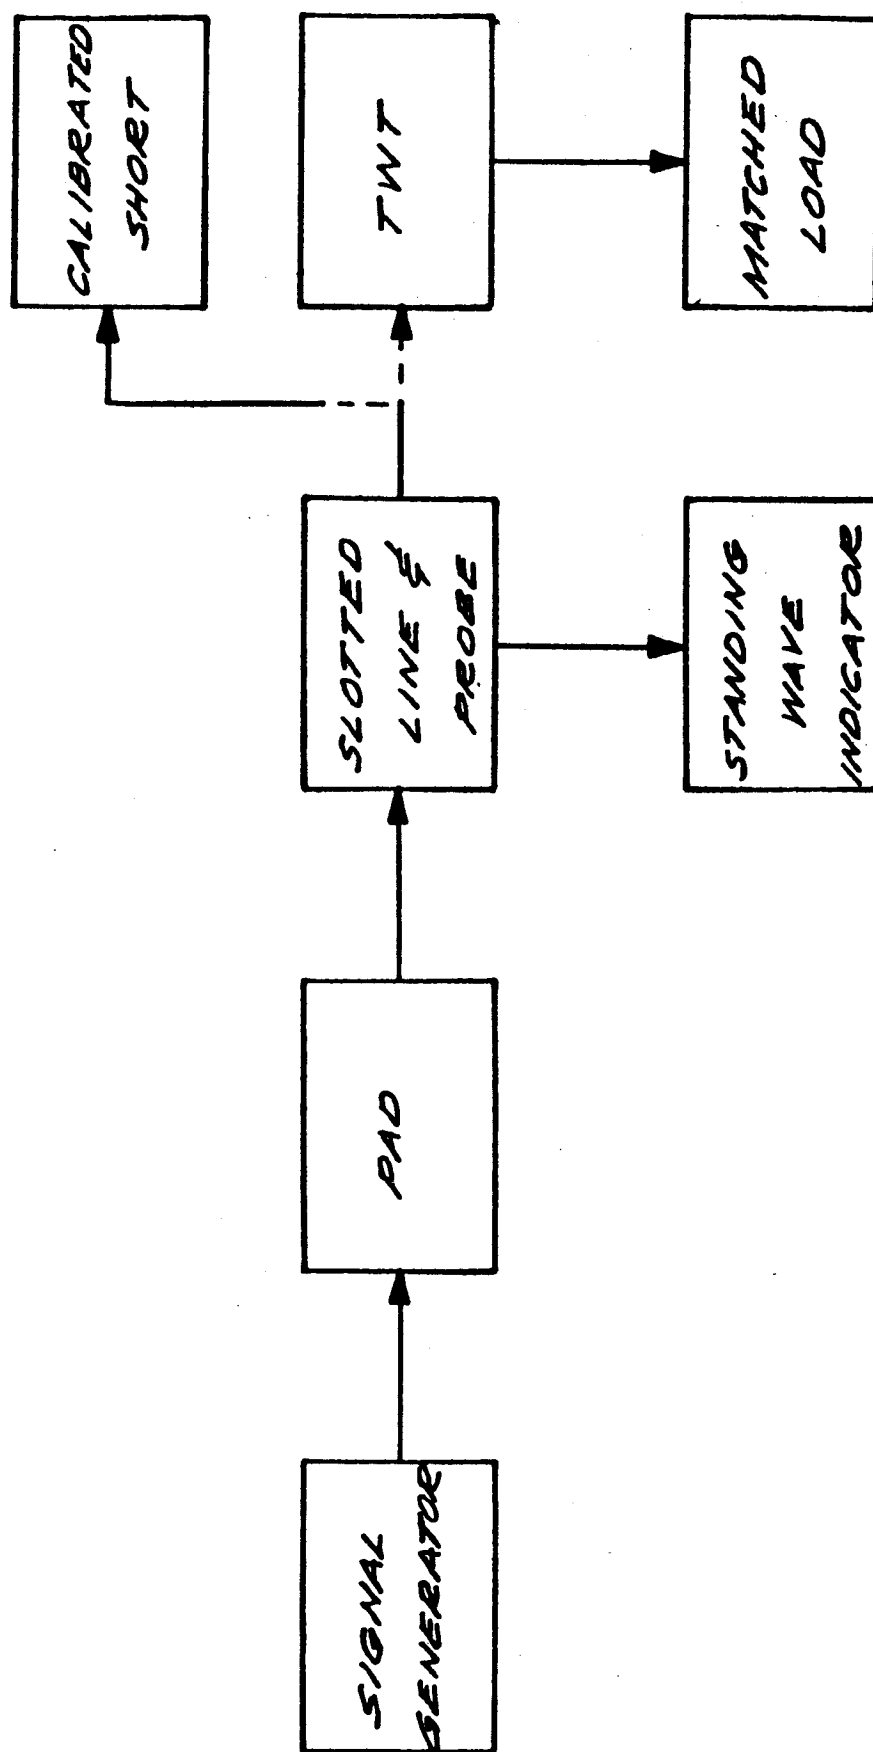 CALIBRATED
SHORT
TWT
MATCHED
LOAD
SLOTTED
LINE &
PROBE
STANDING
WAVE
INDICATOR
PAD
SIGNAL
GENERATOR